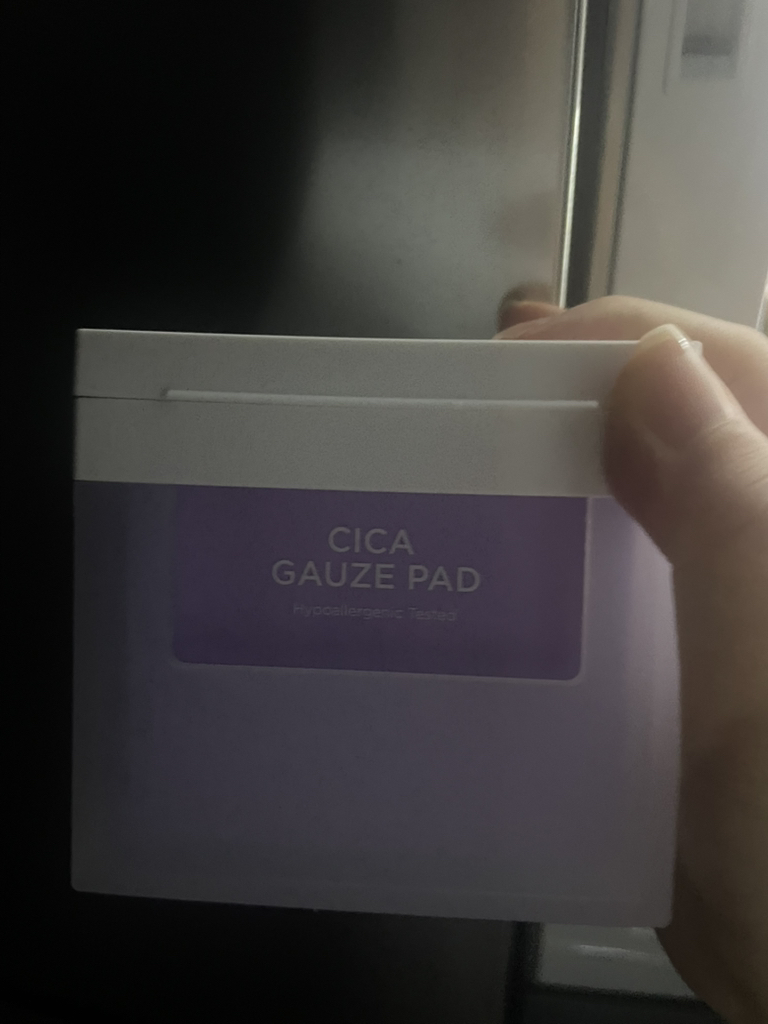 CICA
GAUZE PAD
Hypoallergenic Tested